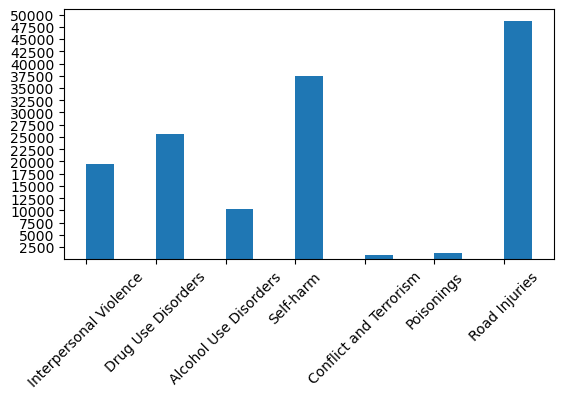 50000
47500
45000
42500
40000
37500
35000
32500
30000
27500
25000
22500
20000
17500
15000
12500
10000
7500
5000
2500
Interpersonal Violence
Drug Use Disorders
Alcohol Use Disorders
Self-harm
Conflict and Terrorism
Poisonings
Road Injuries